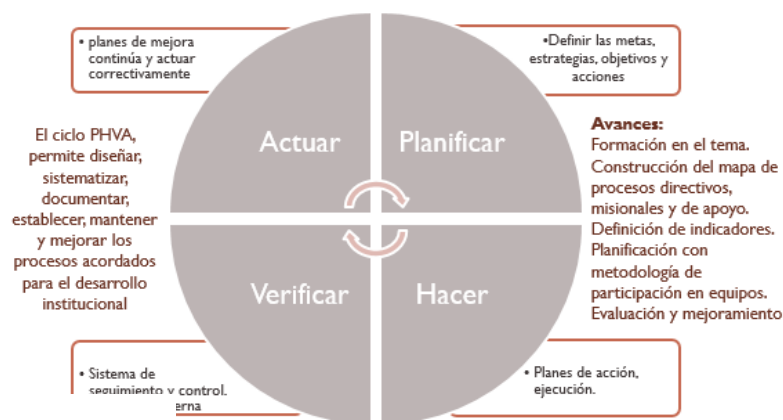 • planes de mejora
continúa y actuar
correctivamente
•Definir las metas,
estrategias, objetivos y
acciones
Actuar
Planificar
El ciclo PHVA,
permite diseñar,
sistematizar,
documentar,
establecer, mantener
y mejorar los
procesos acordados
para el desarrollo
institucional
Avances:
Formación en el tema.
Construcción del mapa de
procesos directivos,
misionales y de apoyo.
Definición de indicadores.
Planificación con
metodología de
participación en equipos.
Evaluación y mejoramiento
Verificar
Hacer
• Sistema de
seguimiento y control.
• Planes de acción,
ejecución.